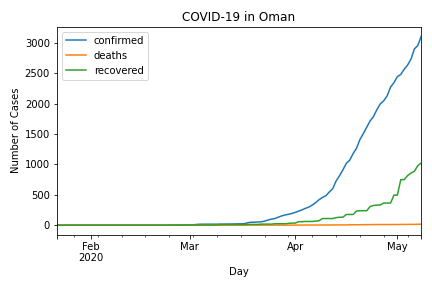 COVID-19 in Oman
confirmed
deaths
recovered
Number of Cases
3000
2500
2000
1500
1000
500
0
Feb
2020
Mar
Apr
May
Day